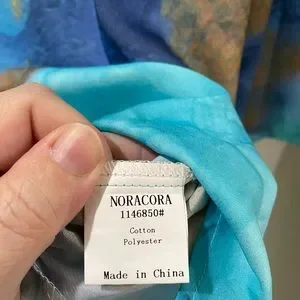 NORACORA
1146850#
Cotton
Polyester
Made in China